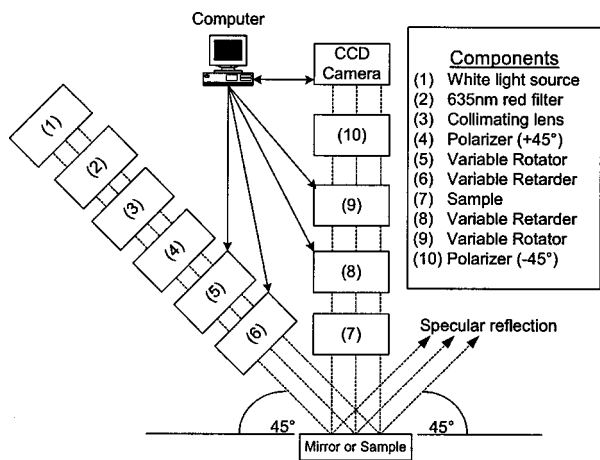 Computer
CCD
Camera
Components
(1) White light source
(2) 635nm red filter
(3) Collimating lens
(4) Polarizer (+45°)
(5) Variable Rotator
(6) Variable Retarder
(7) Sample
(8) Variable Retarder
(9) Variable Rotator
(10) Polarizer (-45°)
(1)
(2)
(3)
(4)
(5)
(6)
(10)
(9)
(8)
(7)
Specular reflection
45°
45°
Mirror or Sample